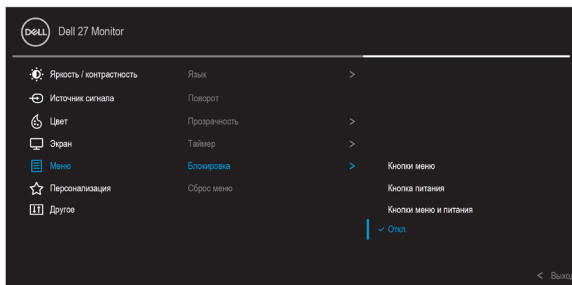 DELL
Dell 27 Monitor
Яркость / контрастность
Язык
>
Источник сигнала
Поворот
Цвет
Прозрачность
>
Экран
Таймер
>
Меню
Блокировка
>
Кнопки меню
Персонализация
Сброс меню
Кнопка питания
Другое
Кнопки меню и питания
✓ Откл.
< Выход